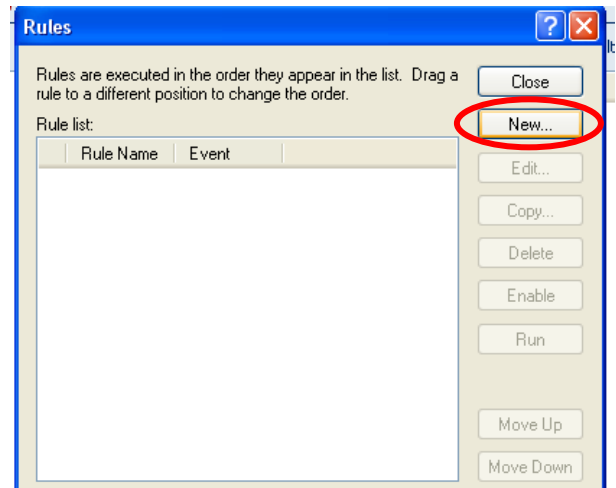 Rules
Rules are executed in the order they appear in the list. Drag a
rule to a different position to change the order.
Rule list:
Rule Name Event
Close
New...
Edit...
Copy...
Delete
Enable
Run
Move Up
Move Down